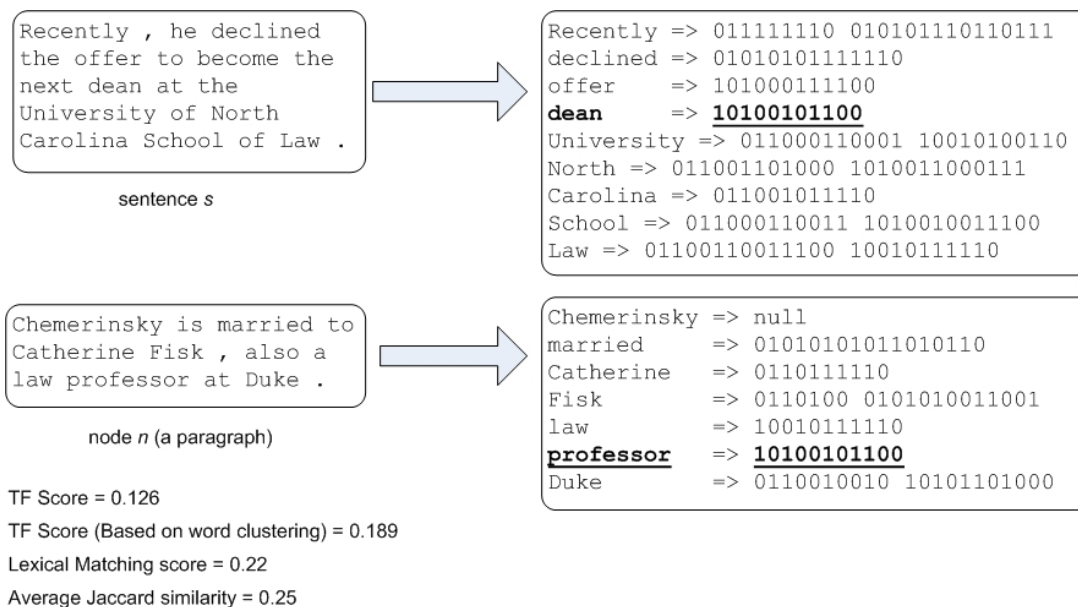 Recently , he declined
the offer to become the
next dean at the
University of North
Carolina School of Law .
sentence s
Recently => 011111110 010101110110111
declined => 01010101111110
offer => 101000111100
dean => 10100101100
University => 011000110001 10010100110
North => 011001101000 1010011000111
Carolina => 011001011110
School => 011000110011 1010010011100
Law => 01100110011100 10010111110
Chemerinsky is married to
Catherine Fisk , also a
law professor at Duke .
node n (a paragraph)
Chemerinsky => null
married => 01010101011010110
Catherine => 0110111110
Fisk => 0110100 0101010011001
law => 10010111110
professor => 10100101100
Duke => 0110010010 10101101000
TF Score = 0.126
TF Score (Based on word clustering) = 0.189
Lexical Matching score = 0.22
Average Jaccard similarity = 0.25